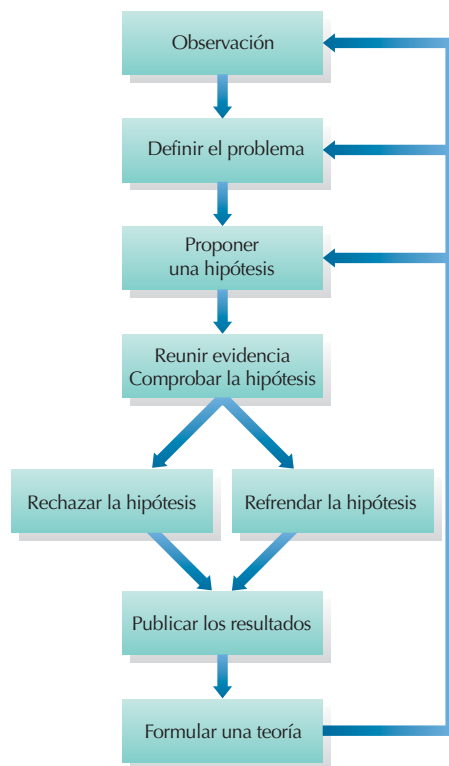 Observación
Definir el problema
Proponer
una hipótesis
Reunir evidencia
Comprobar la hipótesis
Rechazar la hipótesis
Refrendar la hipótesis
Publicar los resultados
Formular una teoría